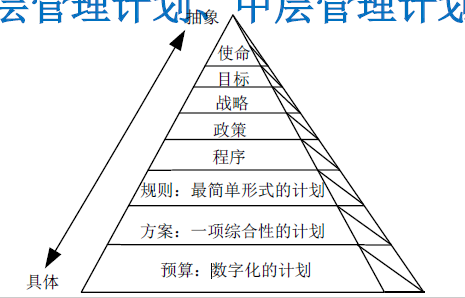 层管理计划、中层管理计划
抽象
使命
目标
战略
政策
程序
规则：最简单形式的计划
方案：一项综合性的计划
预算：数字化的计划
具体